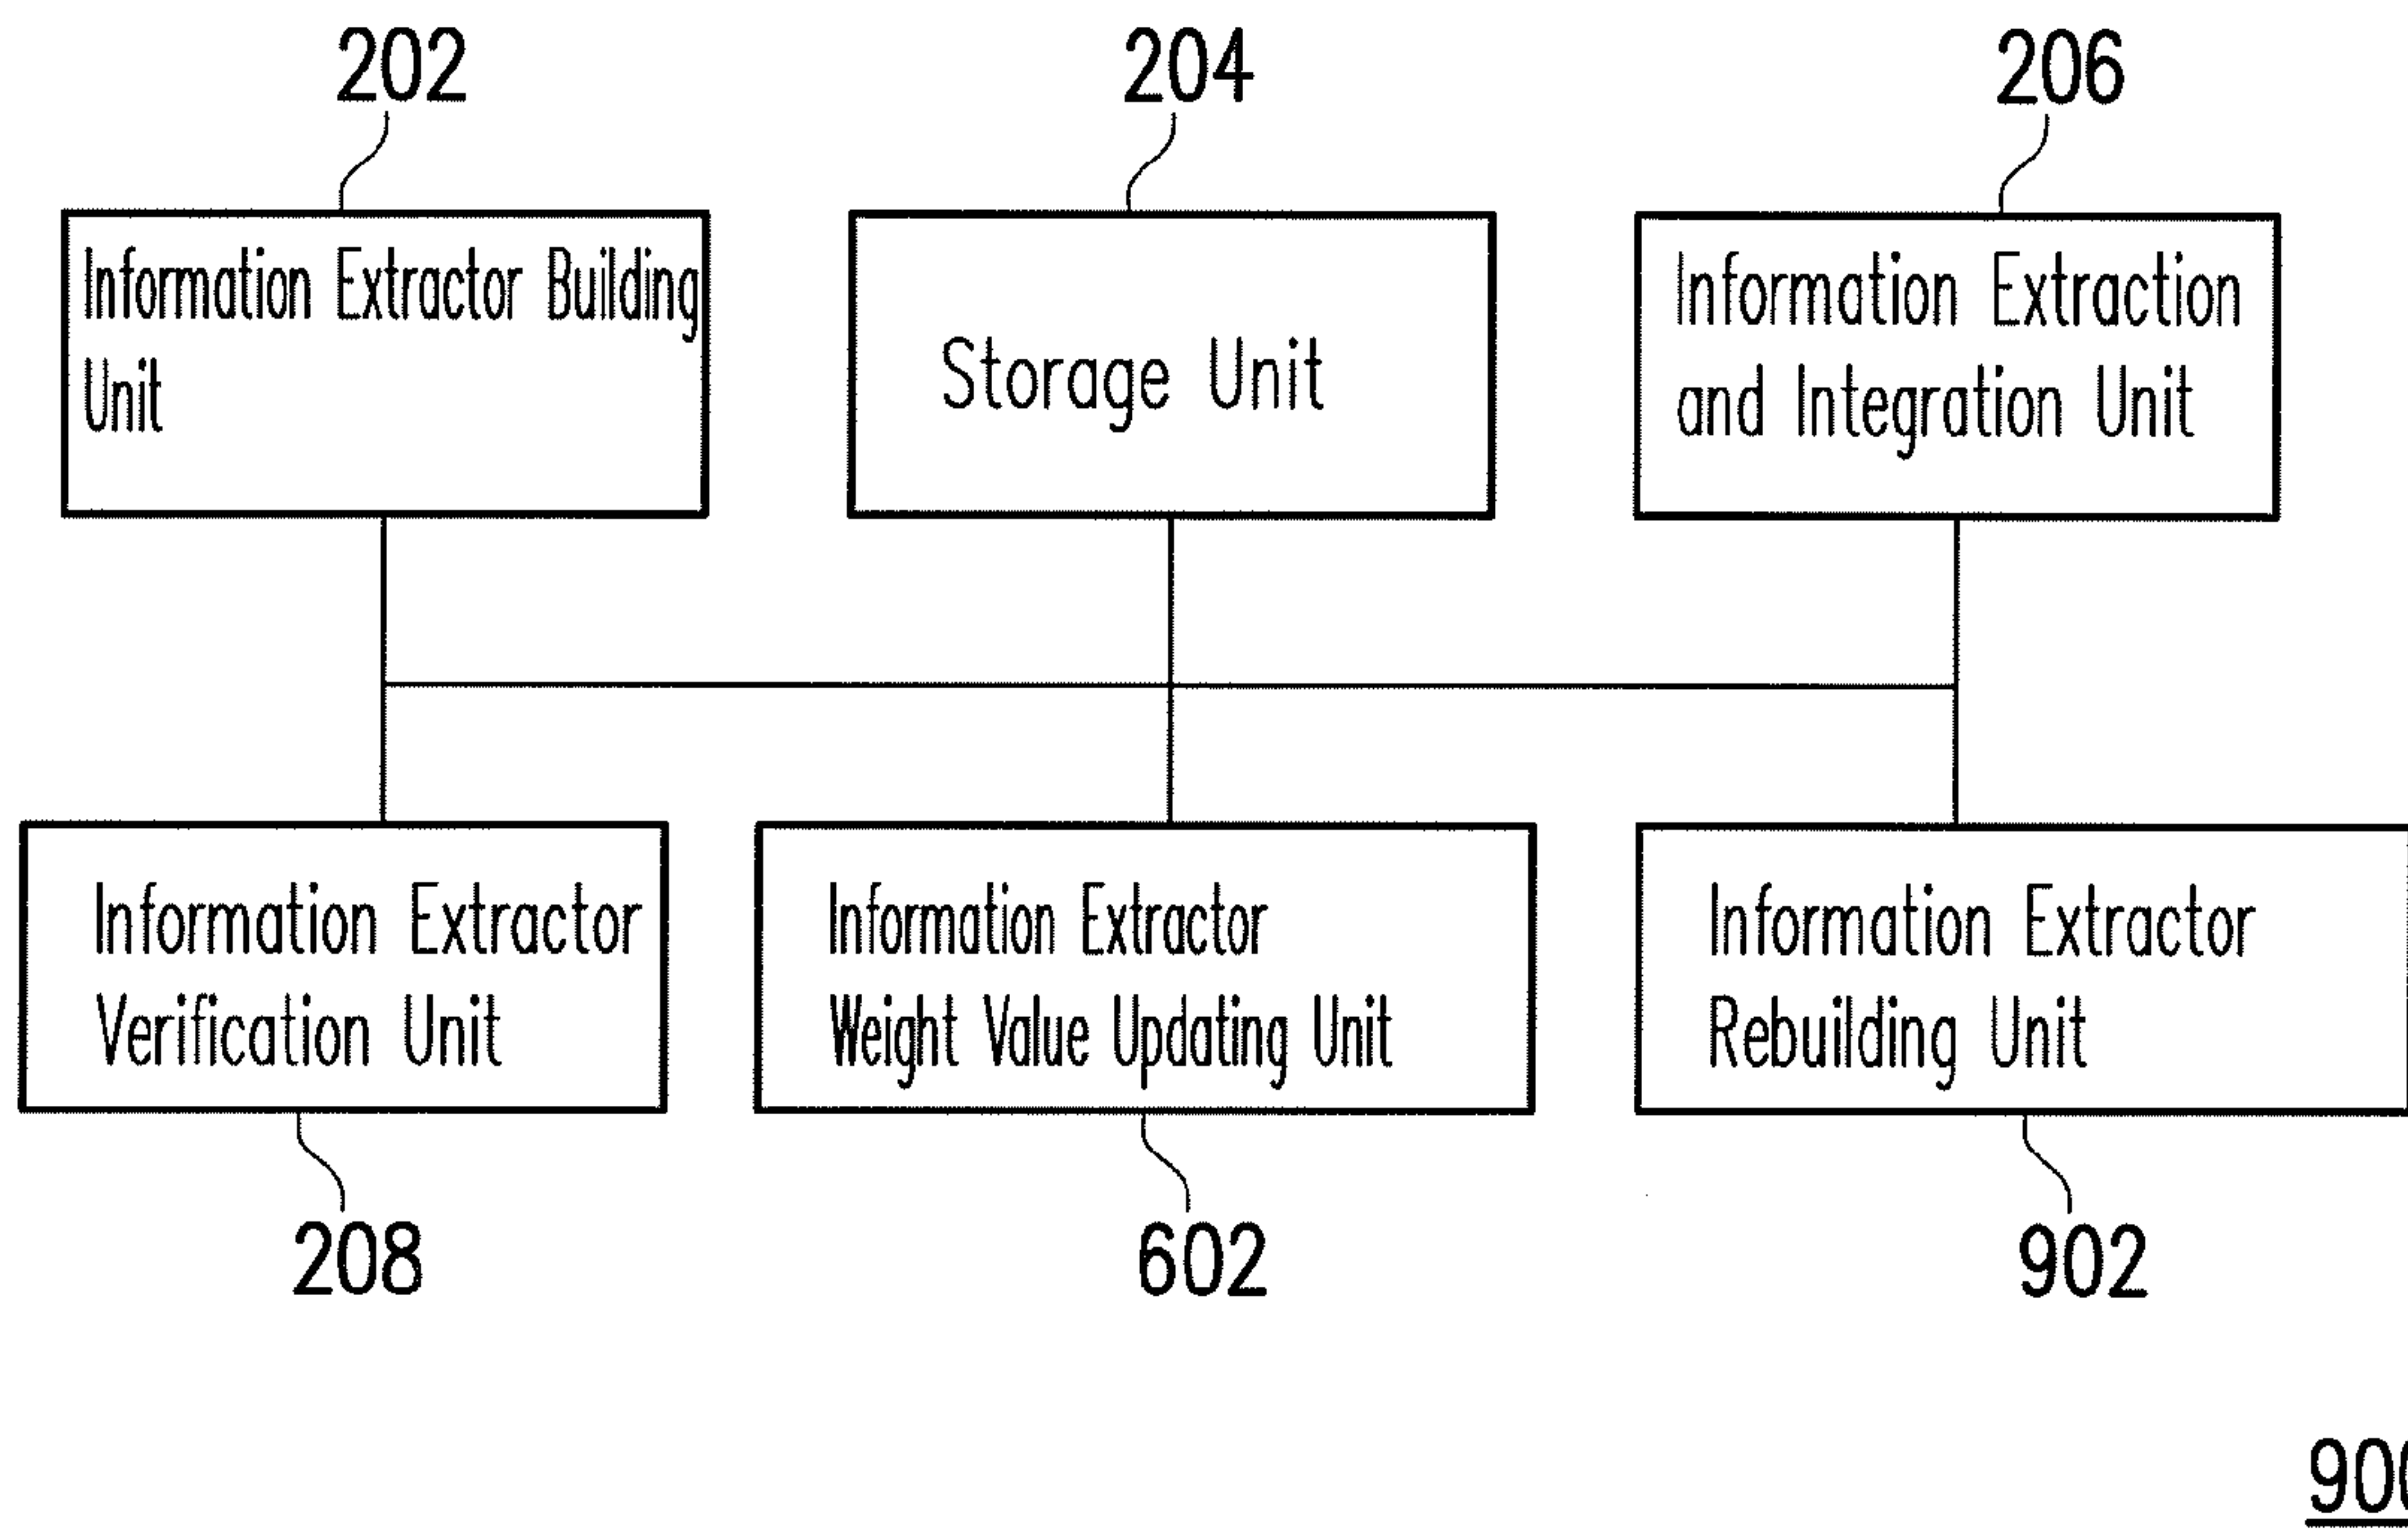 202
204
206
Information Extractor Building
Unit
Storage Unit
Information Extraction
and Integration Unit
Information Extractor
Verification Unit
Information Extractor
Weight Value Updating Unit
Information Extractor
Rebuilding Unit
208
602
902
900